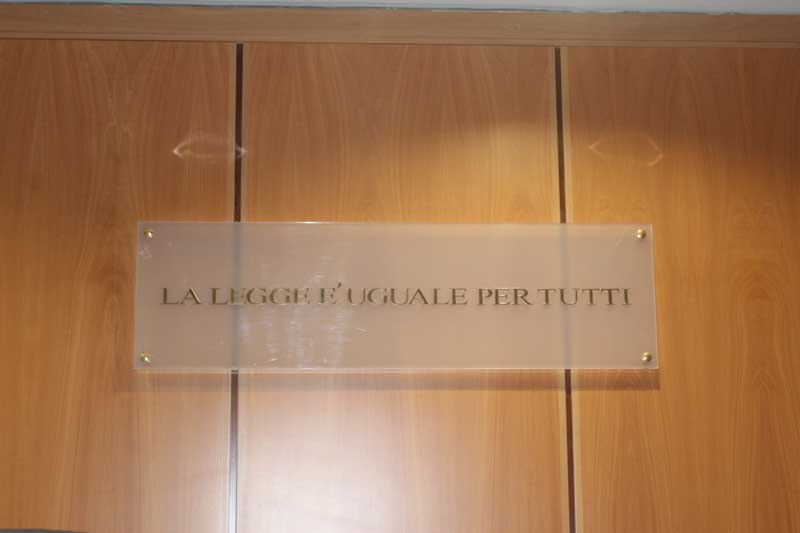 LA LEGGE E' UGUALE PER TUTTI